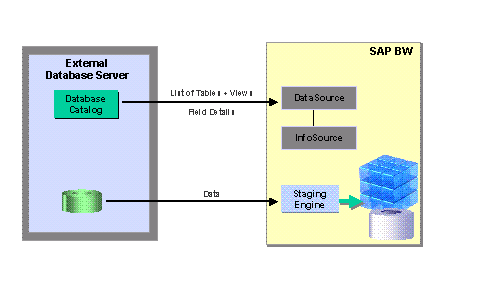 External
Database Server
SAP BW
Database
Catalog
List of Tables + Views
Field Details
DataSource
InfoSource
Data
Staging
Engine